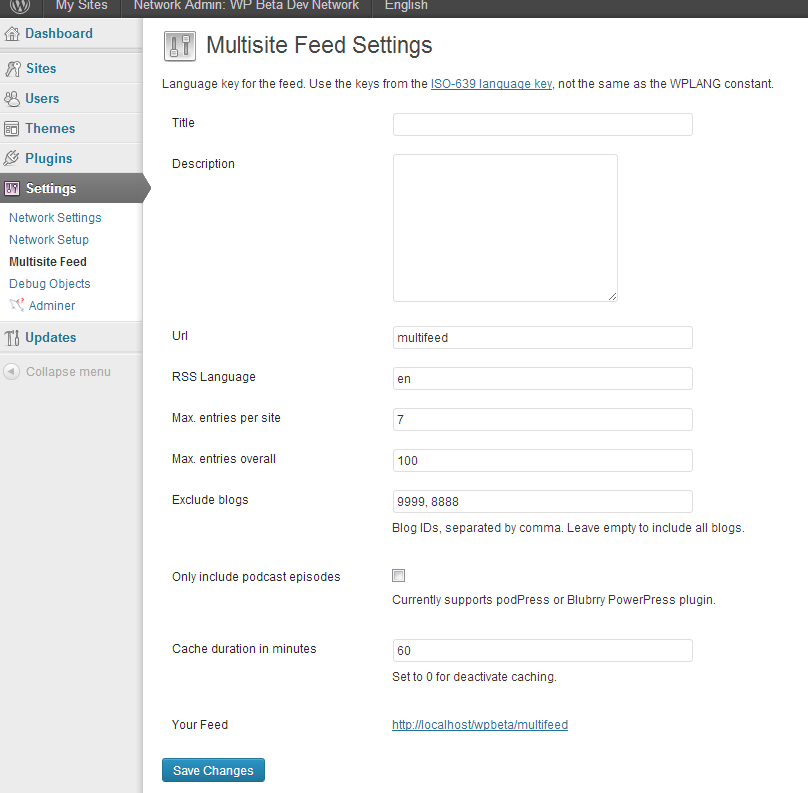 My Sites
Network Admin: WP Beta Dev Network
English
Dashboard
Sites
Users
Themes
Plugins
Settings
Network Settings
Network Setup
Multisite Feed
Debug Objects
Adminer
Updates
Collapse menu
Multisite Feed Settings
Language key for the feed. Use the keys from the ISO-639 language key, not the same as the WPLANG constant.
Title
Description
Url
multifeed
RSS Language
en
Max. entries per site
7
Max. entries overall
100
Exclude blogs
9999, 8888
Blog IDs, separated by comma. Leave empty to include all blogs.
Only include podcast episodes
Currently supports podPress or Blubrry PowerPress plugin.
Cache duration in minutes
60
Set to 0 for deactivate caching.
Your Feed
http://localhost/wpbeta/multifeed
Save Changes